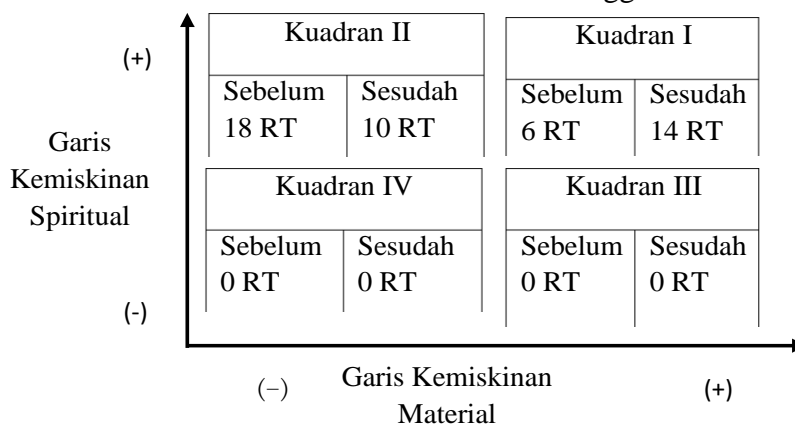 (+)
Kuadran II
Kuadran I
Sebelum Sesudah
18 RT 10 RT
Sebelum Sesudah
6 RT 14 RT
Garis
Kemiskinan
Spiritual
Kuadran IV
Kuadran III
Sebelum Sesudah
0 RT 0 RT
Sebelum Sesudah
0 RT 0 RT
(-)
(−)
Garis Kemiskinan
Material
(+)